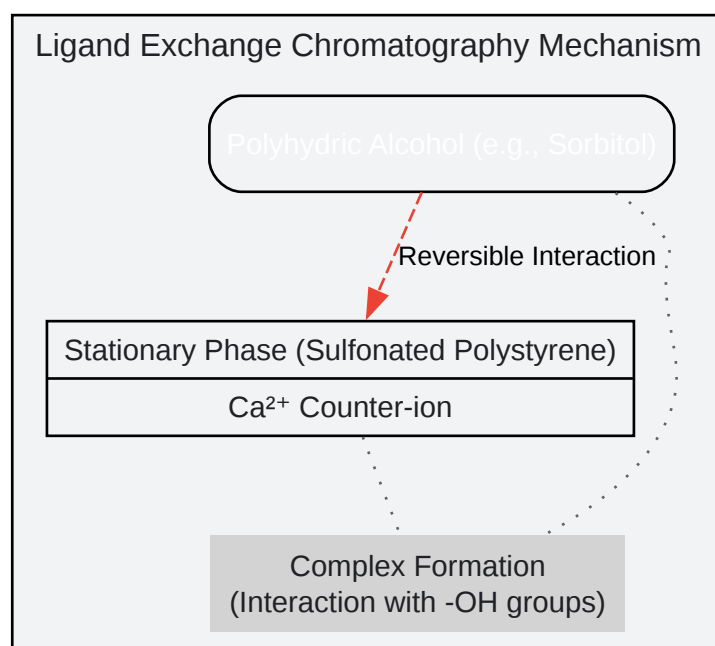 Ligand Exchange Chromatography Mechanism
Polyhydric Alcohol (e.g., Sorbitol)
Reversible Interaction
Stationary Phase (Sulfonated Polystyrene)
Ca²⁺ Counter-ion
Complex Formation
(Interaction with -OH groups)